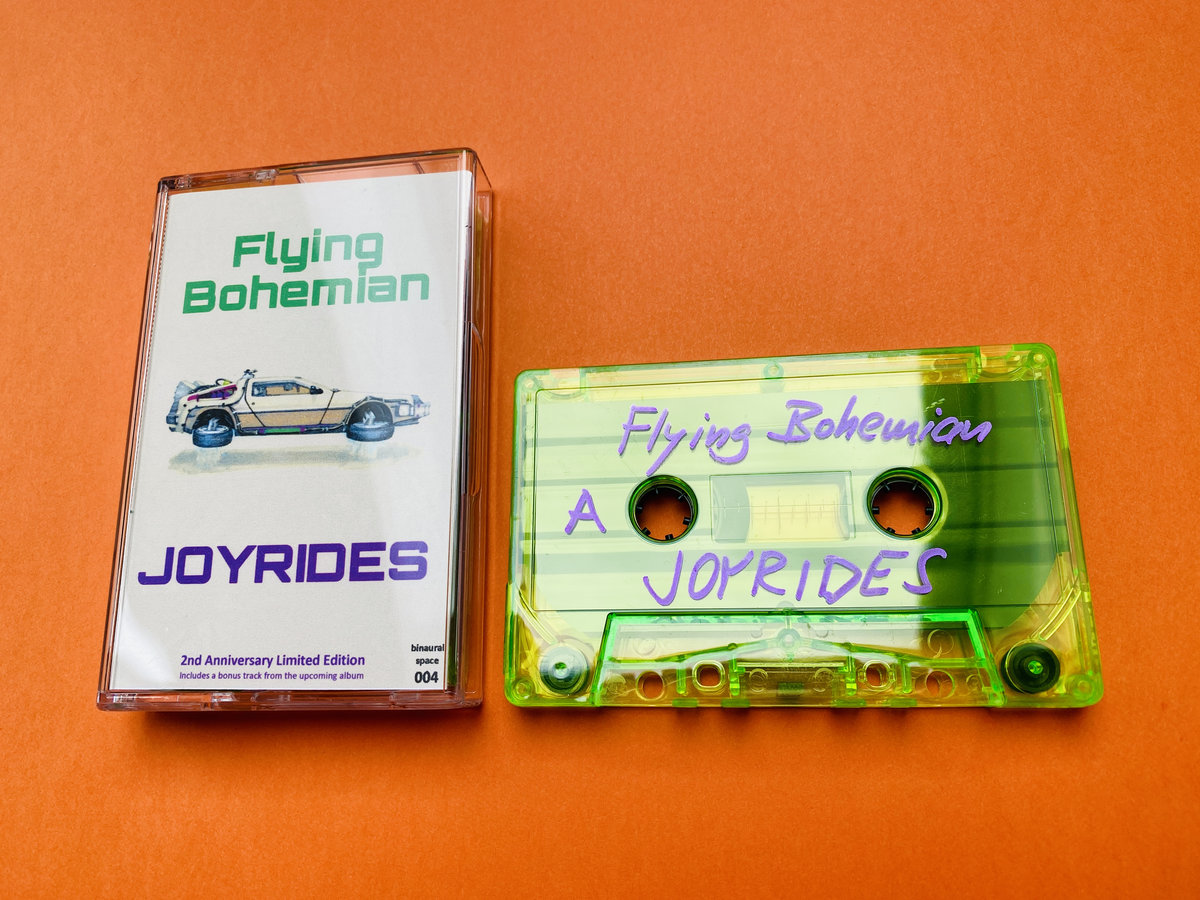 Flying
Bohemian
JOYRIDES
2nd Anniversary Limited Edition
Includes a bonus track from the upcoming album
binaural
space
004
Flying Bohemian
A
JOYRIDES